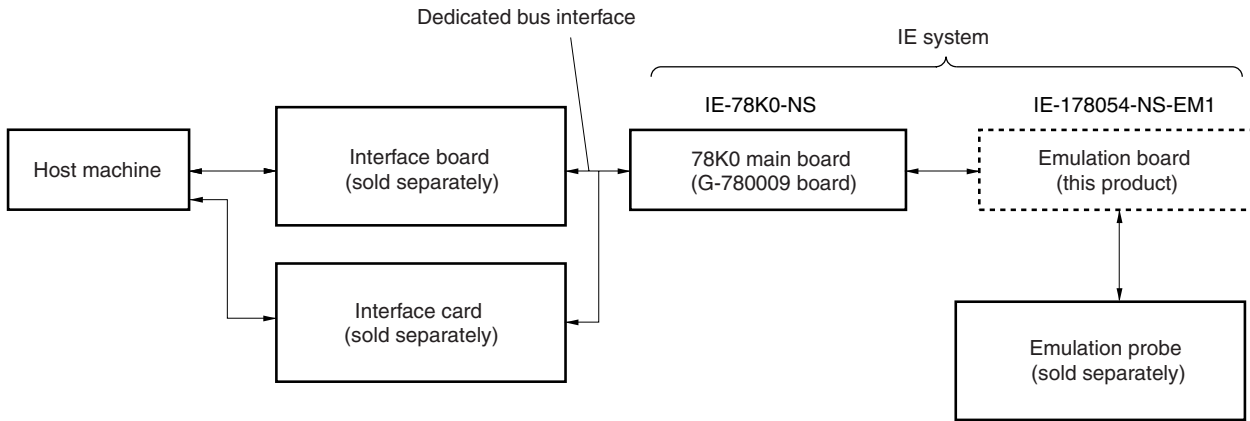 Dedicated bus interface
IE system
IE-78K0-NS
IE-178054-NS-EM1
Host machine
Interface board
(sold separately)
78K0 main board
(G-780009 board)
Emulation board
(this product)
Interface card
(sold separately)
Emulation probe
(sold separately)